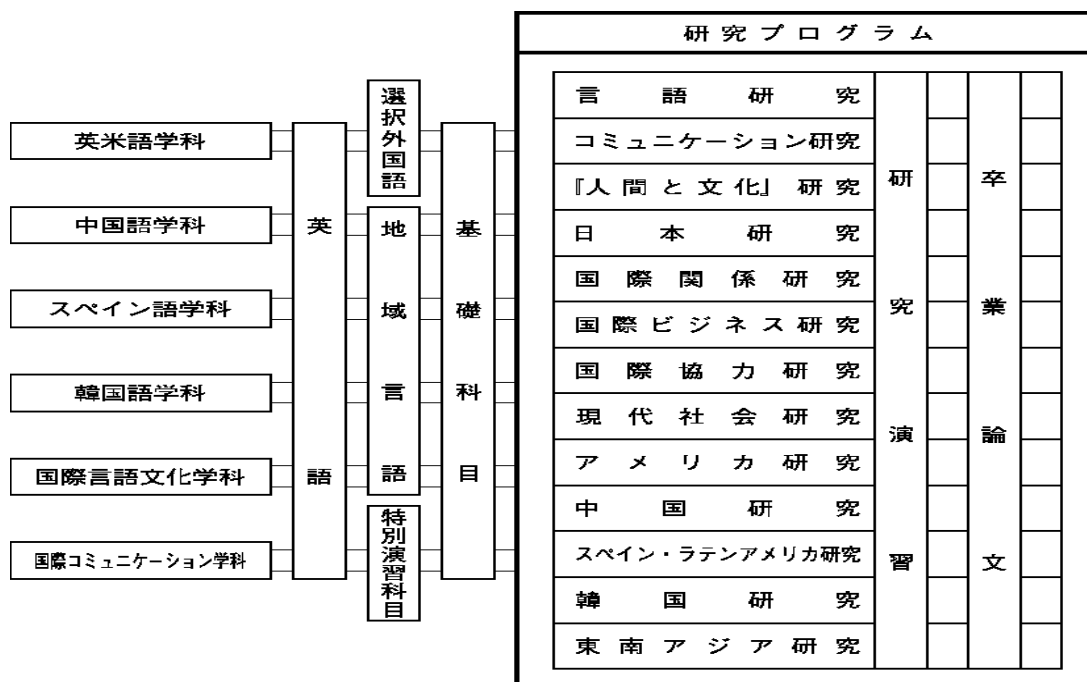 研究プログラム
英米語学科
中国語学科
スペイン語学科
韓国語学科
国際言語文化学科
国際コミュニケーション学科
英語
選択外国語
地域言語
特別演習科目
基礎科目
言語研究
コミュニケーション研究
『人間と文化』研究
日本研究
国際関係研究
国際ビジネス研究
国際協力研究
現代社会研究
アメリカ研究
中国研究
スペイン・ラテンアメリカ研究
韓国研究
東南アジア研究
研究演習
卒業論文